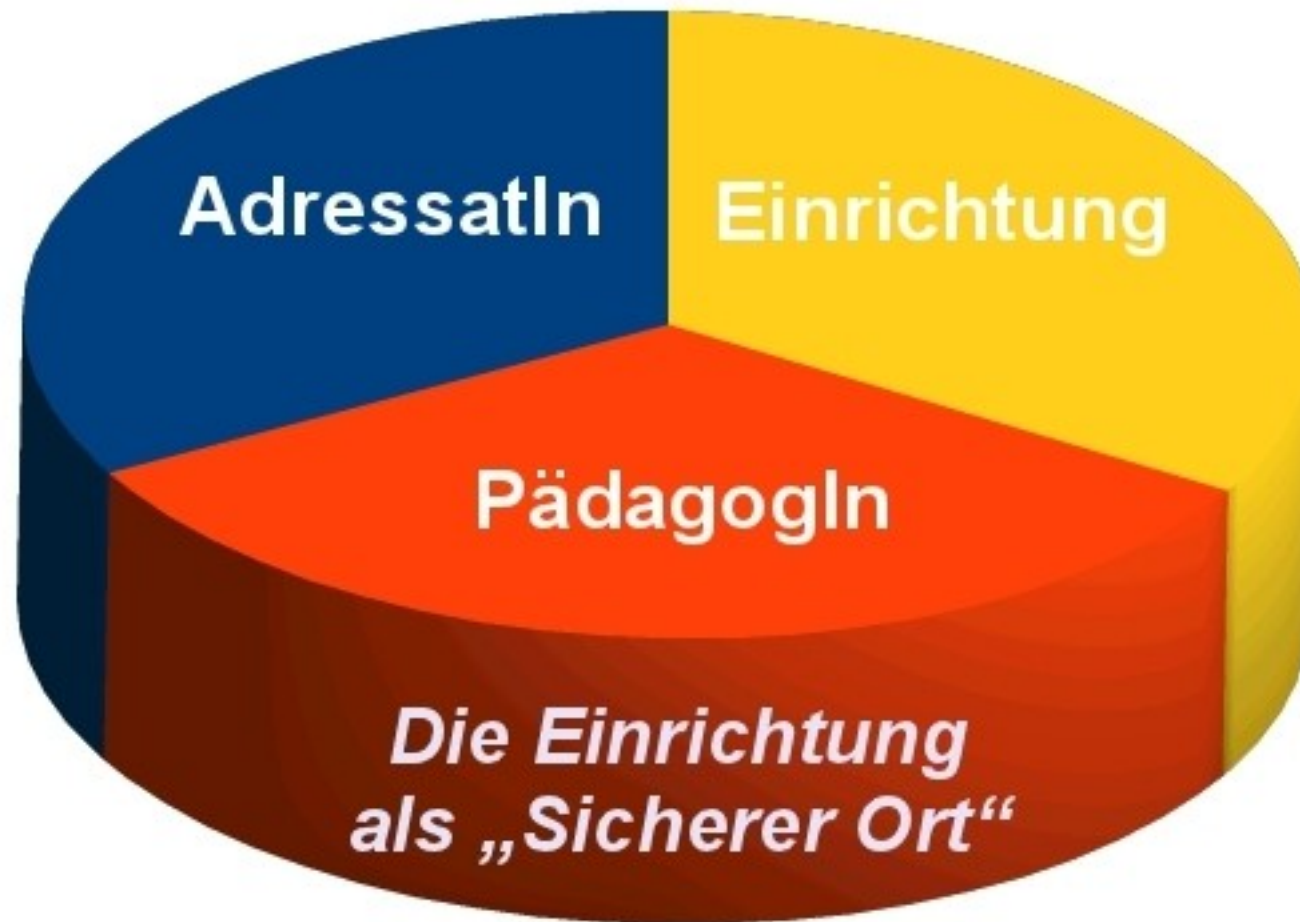 AdressatIn
Einrichtung
PädagogIn
Die Einrichtung
als „Sicherer Ort“